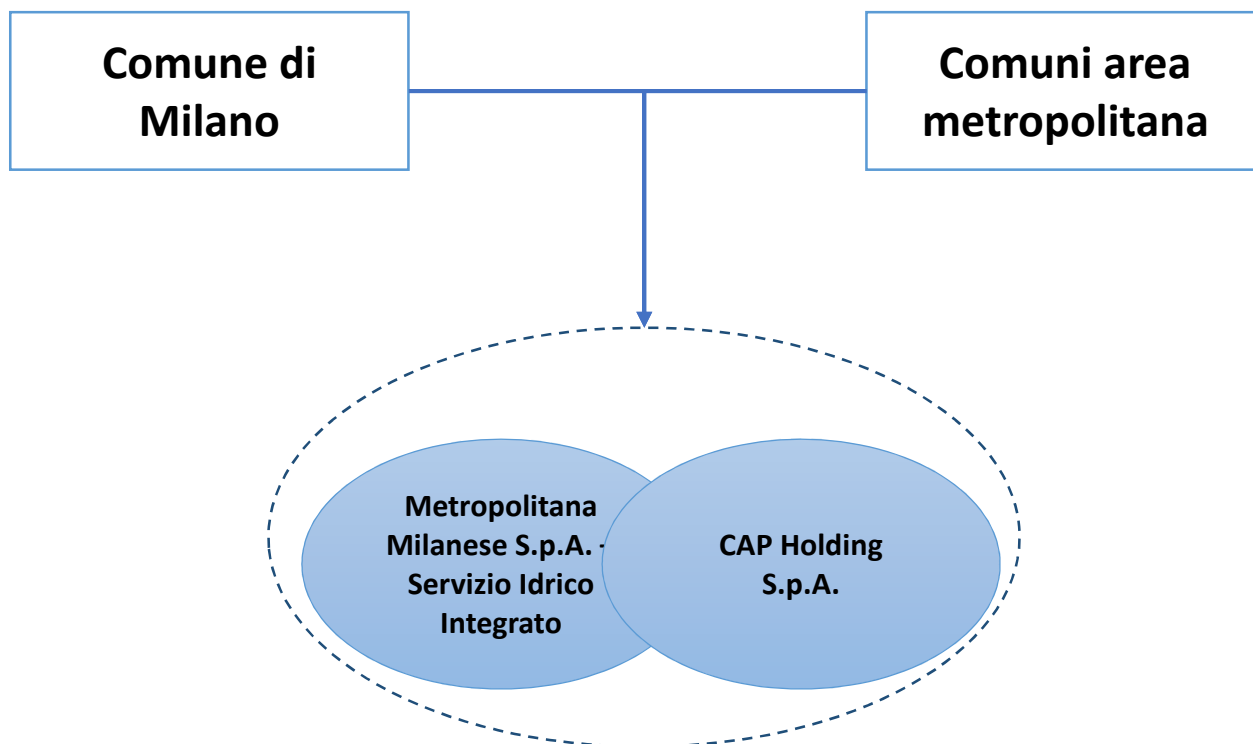 Comune di
Milano
Comuni area
metropolitana
Metropolitana
Milanese S.p.A. -
Servizio Idrico
Integrato
CAP Holding
S.p.A.